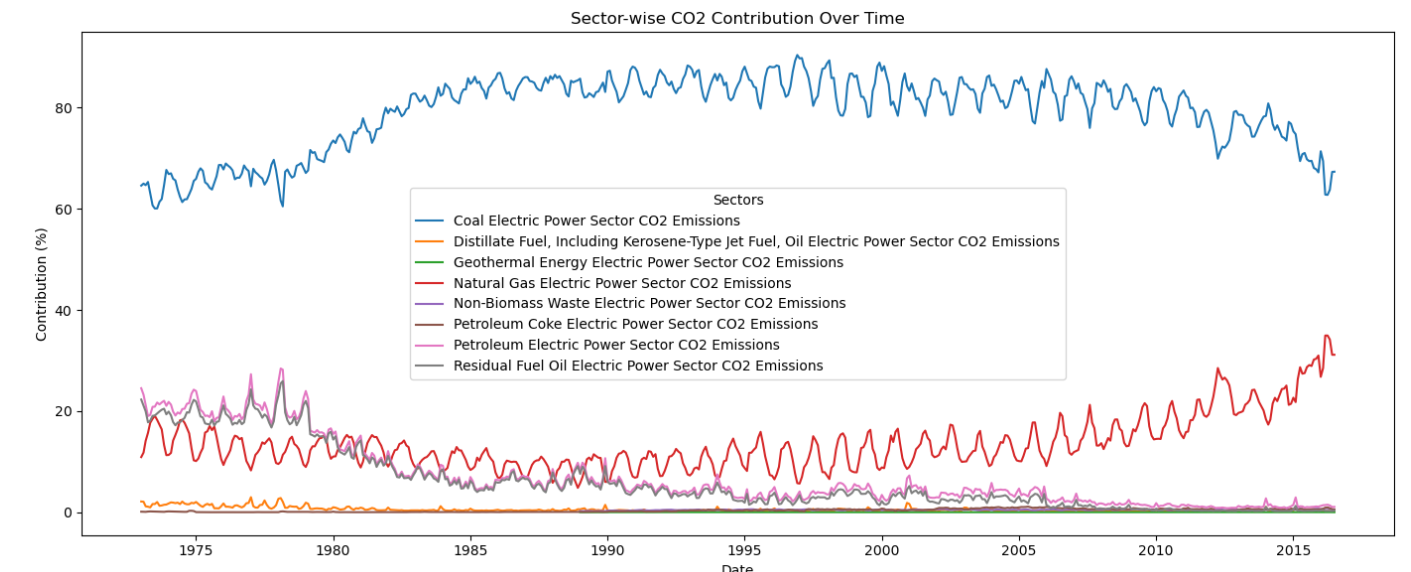 Sector-wise CO2 Contribution Over Time
80
60
40
20
0
Contribution (%)
Sectors
Coal Electric Power Sector CO2 Emissions
Distillate Fuel, Including Kerosene-Type Jet Fuel, Oil Electric Power Sector CO2 Emissions
Geothermal Energy Electric Power Sector CO2 Emissions
Natural Gas Electric Power Sector CO2 Emissions
Non-Biomass Waste Electric Power Sector CO2 Emissions
Petroleum Coke Electric Power Sector CO2 Emissions
Petroleum Electric Power Sector CO2 Emissions
Residual Fuel Oil Electric Power Sector CO2 Emissions
1975 1980 1985 1990 1995 2000 2005 2010 2015
Date